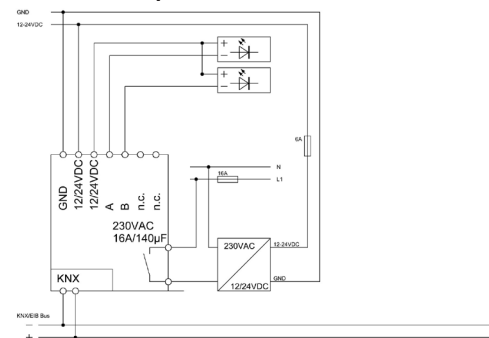 GND
12-24VDC
+
−
+
−
6A
N
16A
L1
GND
12/24VDC
12/24VDC
A
B
n.c.
n.c.
230VAC
16A/140µF
230VAC
12-24VDC
GND
12/24VDC
KNX
KNX/EIB Bus
−
+